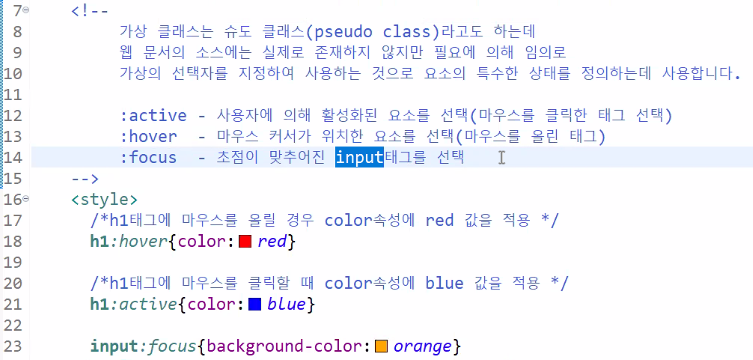 7 <!--
8 가상 클래스는 슈도 클래스(pseudo class)라고도 하는데
9 웹 문서의 소스에는 실제로 존재하지 않지만 필요에 의해 임의로
10 가상의 선택자를 지정하여 사용하는 것으로 요소의 특수한 상태를 정의하는데 사용합니다.
11
12 :active - 사용자에 의해 활성화된 요소를 선택(마우스를 클릭한 태그 선택)
13 :hover - 마우스 커서가 위치한 요소를 선택(마우스를 올린 태그)
14 :focus - 초점이 맞추어진 input태그를 선택
15 -->
16 <style>
17 /*h1태그에 마우스를 올릴 경우 color속성에 red 값을 적용 */
18 h1:hover{color:red}
19
20 /*h1태그에 마우스를 클릭할 때 color속성에 blue 값을 적용 */
21 h1:active{color:blue}
22
23 input:focus{background-color:orange}